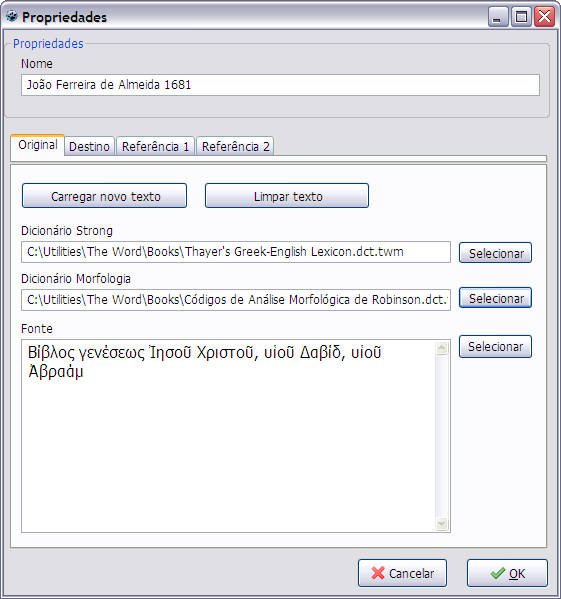 Propriedades
Propriedades
Nome
João Ferreira de Almeida 1681
Original Destino Referência 1 Referência 2
Carregar novo texto Limpar texto
Dicionário Strong
C:\Utilities\The Word\Books\Thayer's Greek-English Lexicon.dct.twm Selecionar
Dicionário Morfologia
C:\Utilities\The Word\Books\Códigos de Análise Morfológica de Robinson.dct. Selecionar
Fonte
Selecionar
Βίβλος γενέσεως Ἰησοῦ Χριστοῦ, υἱοῦ Δαβίδ, υἱοῦ
Ἀβραάμ
Cancelar OK